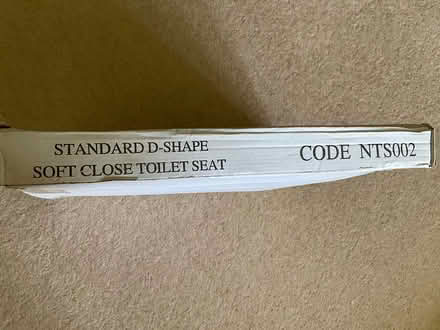 STANDARD D-SHAPE
SOFT CLOSE TOILET SEAT
CODE NTS002